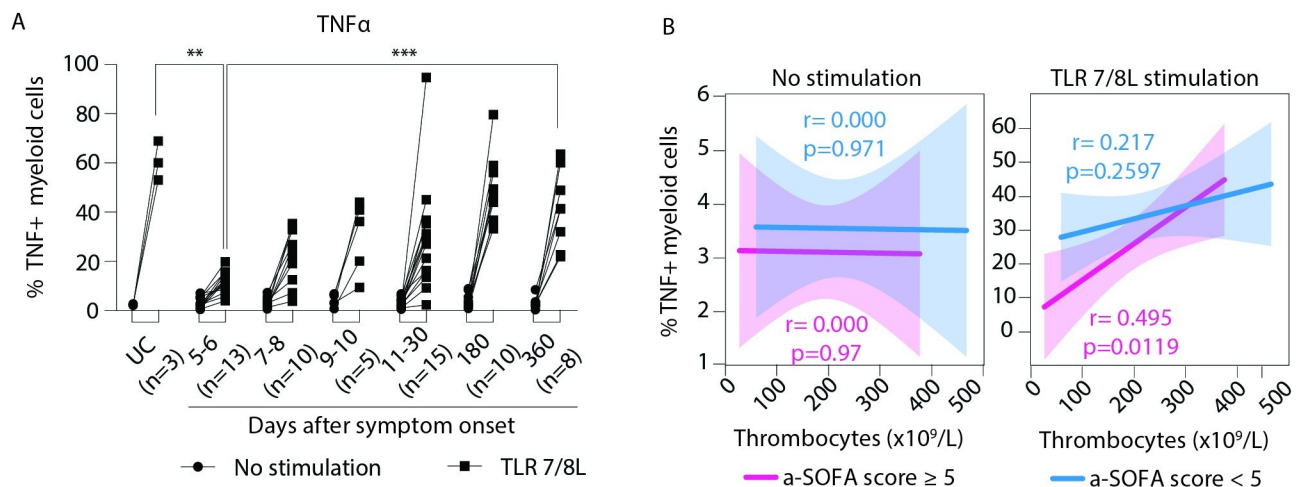 A
TNFα
**
***
% TNF+ myeloid cells
100
80
60
40
20
0
UC
(n=3)
5-6
(n=13)
7-8
(n=10)
9-10
(n=5)
11-30
(n=15)
180
(n=10)
360
(n=8)
Days after symptom onset
No stimulation
TLR 7/8L
B
No stimulation
% TNF+ myeloid cells
6
5
4
3
2
1
r= 0.000
p=0.971
r= 0.000
p=0.97
0
100
200
300
400
500
Thrombocytes (x10⁹/L)
TLR 7/8L stimulation
60
50
40
30
20
10
0
r= 0.217
p=0.2597
r= 0.495
p=0.0119
0
100
200
300
400
500
Thrombocytes (x10⁹/L)
a-SOFA score ≥ 5
a-SOFA score < 5